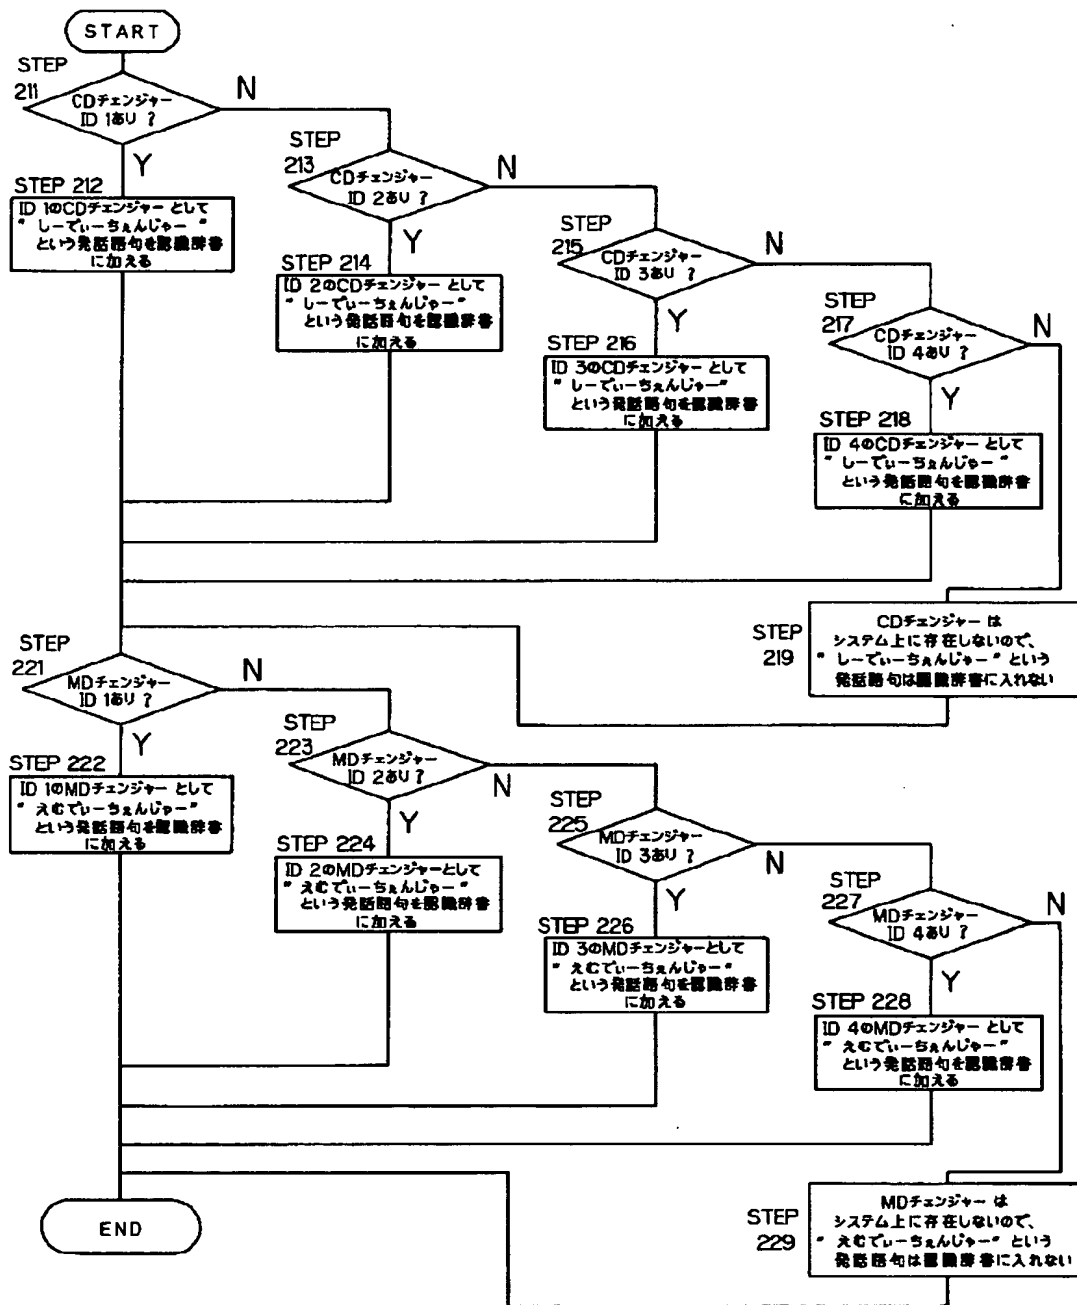 START
STEP
211
CDチェンジャー
ID 1あり ?
N
Y
STEP 212
ID 1のCDチェンジャー として
" しーでぃーちぇんじゃー "
という発話語句を認識辞書
に加える
STEP
213
CDチェンジャー
ID 2あり ?
N
Y
STEP 214
ID 2のCDチェンジャー として
" しーでぃーちぇんじゃー "
という発話語句を認識辞書
に加える
STEP
215
CDチェンジャー
ID 3あり ?
N
Y
STEP 216
ID 3のCDチェンジャー として
" しーでぃーちぇんじゃー "
という発話語句を認識辞書
に加える
STEP
217
CDチェンジャー
ID 4あり ?
N
Y
STEP 218
ID 4のCDチェンジャー として
" しーでぃーちぇんじゃー "
という発話語句を認識辞書
に加える
STEP
219
CDチェンジャー は
システム上に存在しないので、
" しーでぃーちぇんじゃー " という
発話語句は認識辞書に入れない
STEP
221
MDチェンジャー
ID 1あり ?
N
Y
STEP 222
ID 1のMDチェンジャー として
" えむでぃーちぇんじゃー "
という発話語句を認識辞書
に加える
STEP
223
MDチェンジャー
ID 2あり ?
N
Y
STEP 224
ID 2のMDチェンジャーとして
" えむでぃーちぇんじゃー "
という発話語句を認識辞書
に加える
STEP
225
MDチェンジャー
ID 3あり ?
N
Y
STEP 226
ID 3のMDチェンジャーとして
" えむでぃーちぇんじゃー "
という発話語句を認識辞書
に加える
STEP
227
MDチェンジャー
ID 4あり ?
N
Y
STEP 228
ID 4のMDチェンジャー として
" えむでぃーちぇんじゃー "
という発話語句を認識辞書
に加える
STEP
229
MDチェンジャー は
システム上に存在しないので、
" えむでぃーちぇんじゃー " という
発話語句は認識辞書に入れない
END